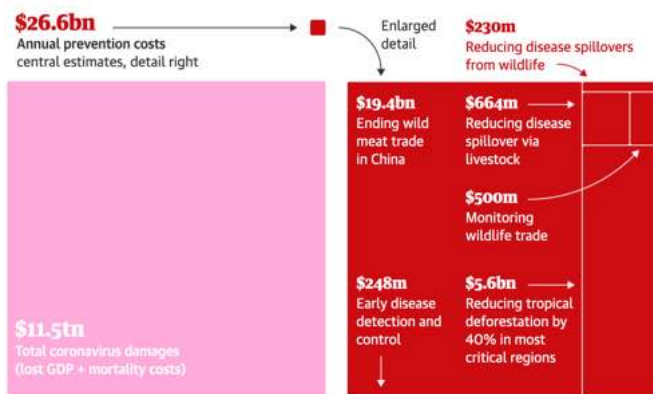 $26.6bn
Annual prevention costs
central estimates, detail right
Enlarged
detail
$230m
Reducing disease spillovers
from wildlife
$19.4bn
Ending wild
meat trade
in China
$664m
Reducing disease
spillover via
livestock
$500m
Monitoring
wildlife trade
$248m
Early disease
detection and
control
$5.6bn
Reducing tropical
deforestation by
40% in most
critical regions
$11.5tn
Total coronavirus damages
(lost GDP + mortality costs)